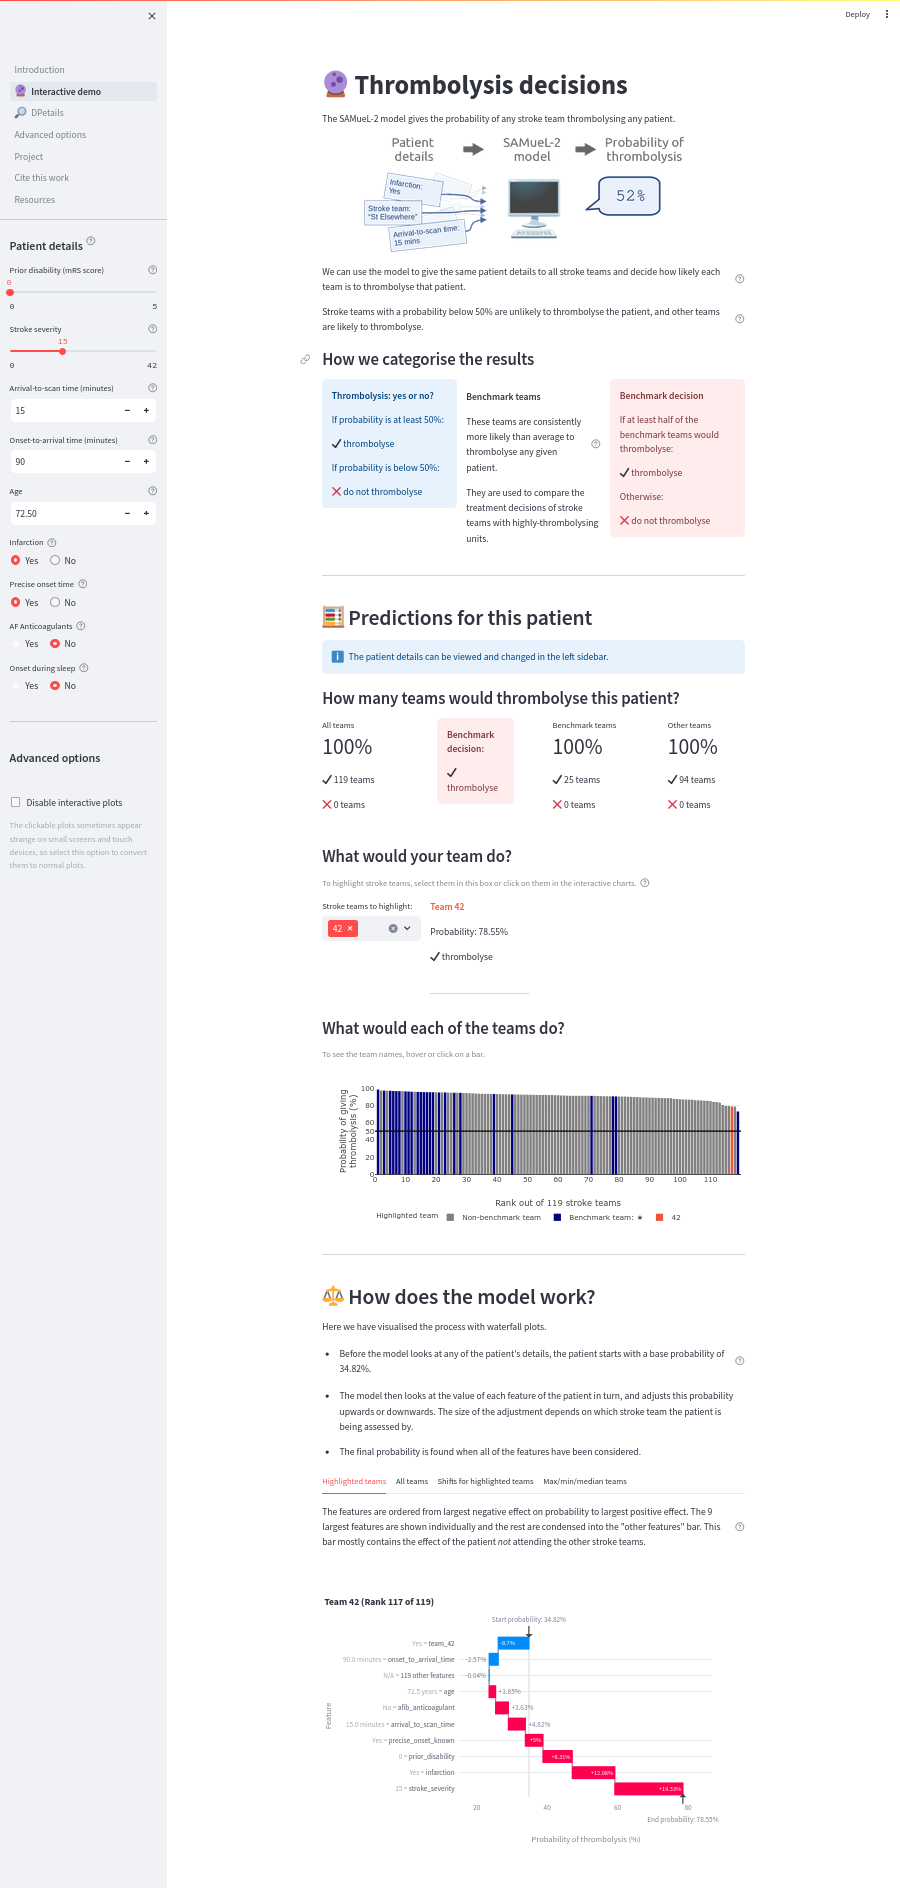 Deploy
Introduction
Interactive demo
DPetails
Advanced options
Project
Cite this work
Resources
Patient details
Prior disability (mRS score)
0
0 5
Stroke severity
15
0 42
Arrival-to-scan time (minutes)
15
Onset-to-arrival time (minutes)
90
Age
72.50
Infarction
Yes No
Precise onset time
Yes No
AF Anticoagulants
Yes No
Onset during sleep
Yes No
Advanced options
Disable interactive plots
The clickable plots sometimes appear
strange on small screens and touch
devices, so select this option to convert
them to normal plots.
Thrombolysis decisions
The SAMueL-2 model gives the probability of any stroke team thrombolysing any patient.
Patient
details
SAMueL-2
model
Probability of
thrombolysis
Infarction:
Yes
Stroke team:
"St Elsewhere"
Arrival-to-scan time:
15 mins
52%
We can use the model to give the same patient details to all stroke teams and decide how likely each
team is to thrombolyse that patient.
Stroke teams with a probability below 50% are unlikely to thrombolyse the patient, and other teams
are likely to thrombolyse.
How we categorise the results
Thrombolysis: yes or no?
If probability is at least 50%:
✔ thrombolyse
If probability is below 50%:
❌ do not thrombolyse
Benchmark teams
These teams are consistently
more likely than average to
thrombolyse any given
patient.
They are used to compare the
treatment decisions of stroke
teams with highly-thrombolysing
units.
Benchmark decision
If at least half of the
benchmark teams would
thrombolyse:
✔ thrombolyse
Otherwise:
❌ do not thrombolyse
Predictions for this patient
The patient details can be viewed and changed in the left sidebar.
How many teams would thrombolyse this patient?
All teams
100%
✔ 119 teams
❌ 0 teams
Benchmark
decision:
✔
thrombolyse
Benchmark teams
100%
✔ 25 teams
❌ 0 teams
Other teams
100%
✔ 94 teams
❌ 0 teams
What would your team do?
To highlight stroke teams, select them in this box or click on them in the interactive charts.
Stroke teams to highlight:
42
Team 42
Probability: 78.55%
✔ thrombolyse
What would each of the teams do?
To see the team names, hover or click on a bar.
Probability of giving
thrombolysis (%)
100
80
60
50
40
20
0
0 10 20 30 40 50 60 70 80 90 100 110
Rank out of 119 stroke teams
Highlighted team Non-benchmark team Benchmark team: ★ 42
How does the model work?
Here we have visualised the process with waterfall plots.
• Before the model looks at any of the patient's details, the patient starts with a base probability of
34.82%.
• The model then looks at the value of each feature of the patient in turn, and adjusts this probability
upwards or downwards. The size of the adjustment depends on which stroke team the patient is
being assessed by.
• The final probability is found when all of the features have been considered.
Highlighted teams All teams Shifts for highlighted teams Max/min/median teams
The features are ordered from largest negative effect on probability to largest positive effect. The 9
largest features are shown individually and the rest are condensed into the "other features" bar. This
bar mostly contains the effect of the patient not attending the other stroke teams.
Team 42 (Rank 117 of 119)
Start probability: 34.82%
Feature
Yes = team_42 -8.7%
90.0 minutes = onset_to_arrival_time -2.57%
N/A = 119 other features -0.04%
72.5 years = age +1.85%
No = afib_anticoagulant +3.63%
15.0 minutes = arrival_to_scan_time +4.82%
Yes = precise_onset_known +5%
0 = prior_disability +8.31%
Yes = infarction +12.08%
15 = stroke_severity +19.33%
20 40 60 80
End probability: 78.55%
Probability of thrombolysis (%)